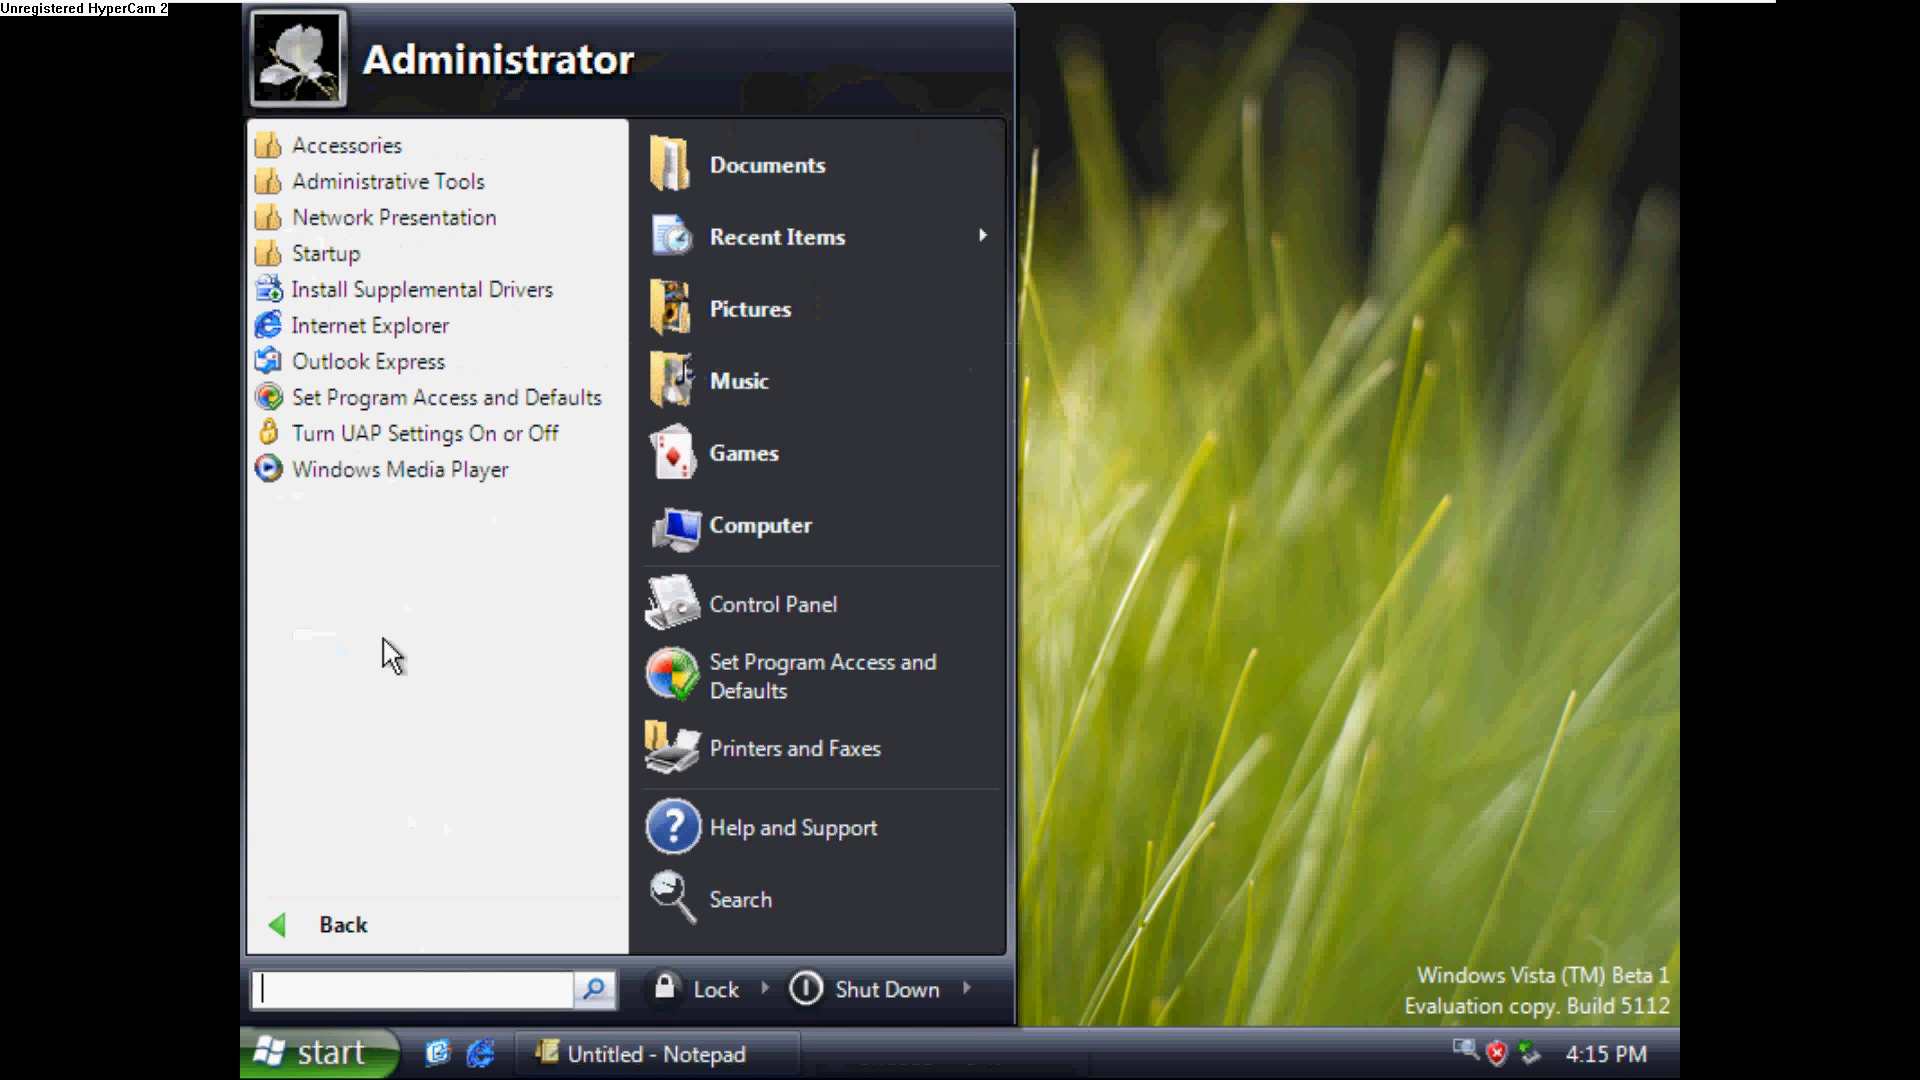 Unregistered HyperCam 2
Administrator
Accessories
Administrative Tools
Network Presentation
Startup
Install Supplemental Drivers
Internet Explorer
Outlook Express
Set Program Access and Defaults
Turn UAP Settings On or Off
Windows Media Player
Back
Documents
Recent Items
Pictures
Music
Games
Computer
Control Panel
Set Program Access and
Defaults
Printers and Faxes
Help and Support
Search
Lock
Shut Down
Windows Vista (TM) Beta 1
Evaluation copy. Build 5112
start
Untitled - Notepad
4:15 PM